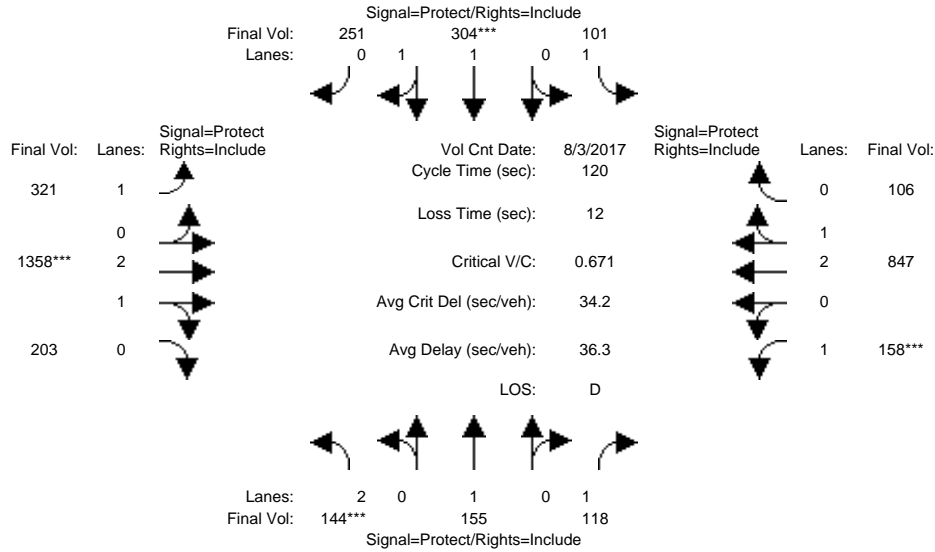 Signal=Protect/Rights=Include
Final Vol: 251 304*** 101
Lanes: 0 1 1 0 1
Signal=Protect Signal=Protect
Final Vol: Lanes: Rights=Include Vol Cnt Date: 8/3/2017 Rights=Include Lanes: Final Vol:
Cycle Time (sec): 120
321 1 0 106
Loss Time (sec): 12
0 1
1358*** 2 Critical V/C: 0.671 2 847
1 Avg Crit Del (sec/veh): 34.2 0
203 0 Avg Delay (sec/veh): 36.3 1 158***
LOS: D
Lanes: 2 0 1 0 1
Final Vol: 144*** 155 118
Signal=Protect/Rights=Include